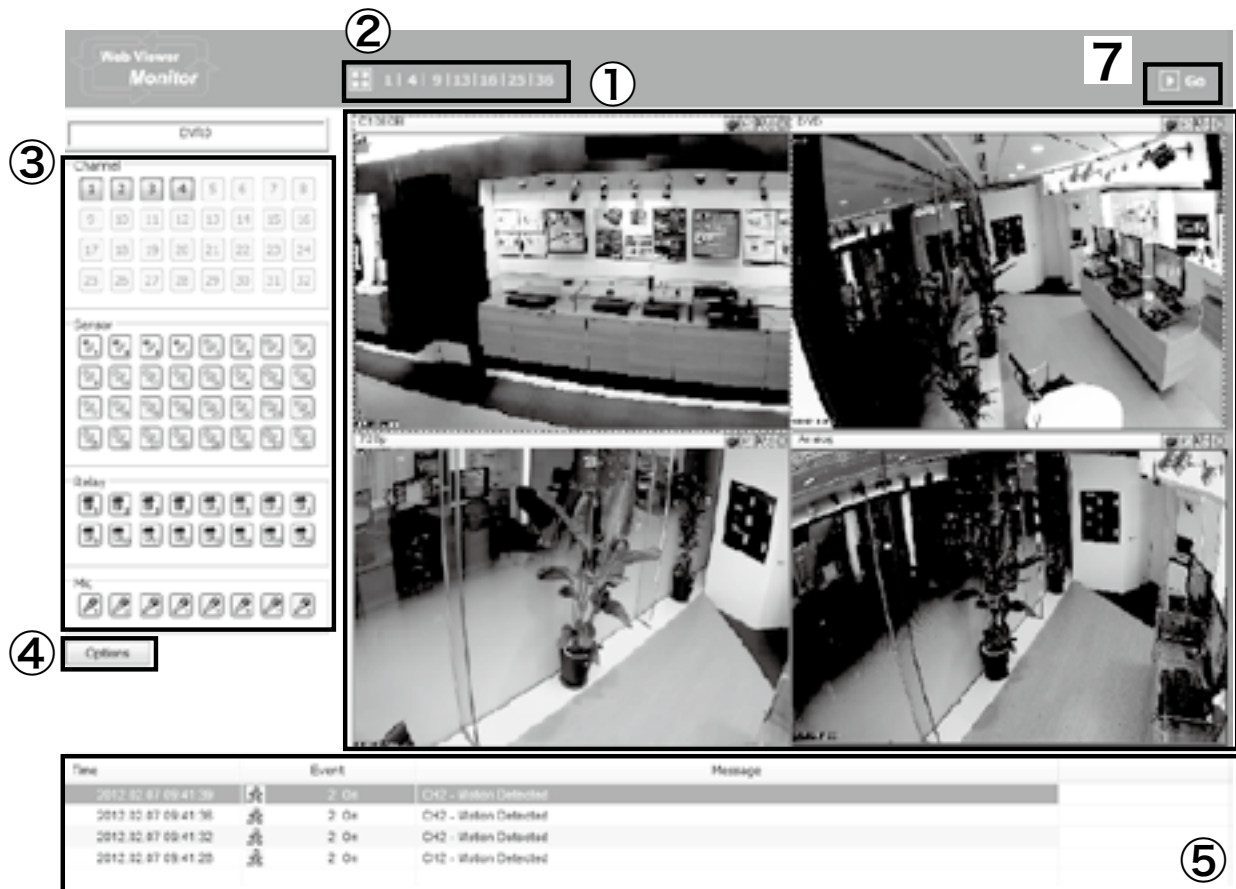 ②
Web Viewer
Monitor
1 | 4 | 9 | 13 | 16 | 25 | 36
①
7
Go
③
Channel
1 2 3 4 5 6 7 8
9 10 11 12 13 14 15 16
17 18 19 20 21 22 23 24
25 26 27 28 29 30 31 32
Sensor
Relay
Mic
④
Options
720p
Analog
Time Event Message
2012.02.07 09:41:39 2 On CH2 - Motion Detected
2012.02.07 09:41:36 2 On CH2 - Motion Detected
2012.02.07 09:41:32 2 On CH2 - Motion Detected
2012.02.07 09:41:28 2 On CH2 - Motion Detected
⑤